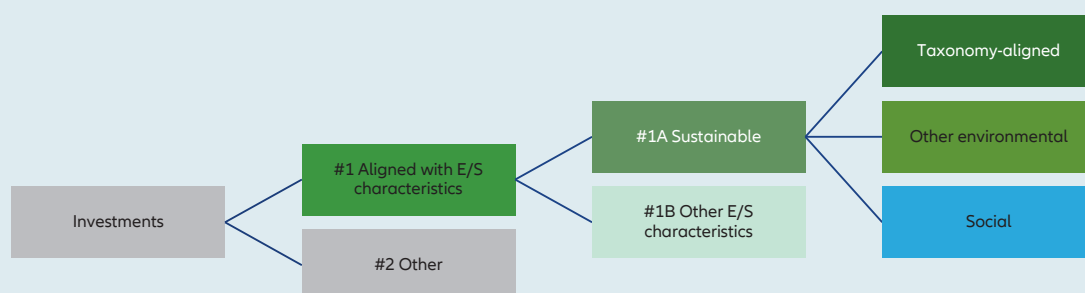 Investments
#1 Aligned with E/S
characteristics
#2 Other
#1A Sustainable
#1B Other E/S
characteristics
Taxonomy-aligned
Other environmental
Social